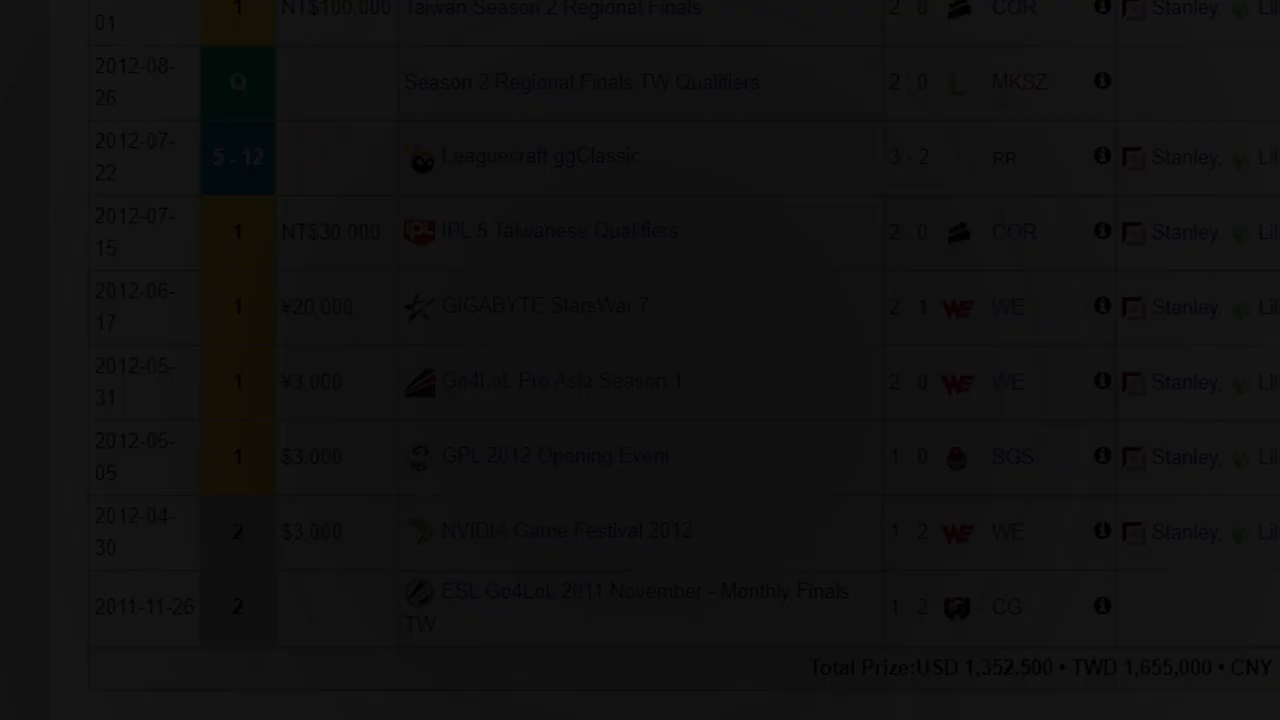 01 1 NT$100,000 Taiwan Season 2 Regional Finals 2 0 COR Stanley,
2012-08-26 Q Season 2 Regional Finals TW Qualifiers 2 0 MKSZ
2012-07-22 5 - 12 Leaguecraft ggClassic 3 - 2 RR Stanley,
2012-07-15 1 NT$30,000 IPL 5 Taiwanese Qualifiers 2 0 COR Stanley,
2012-06-17 1 ¥20,000 GIGABYTE StarsWar 7 2 1 WE Stanley,
2012-05-31 1 ¥3,000 Go4LoL Pro Asia Season 1 2 0 WE Stanley,
2012-05-05 1 $3,000 GPL 2012 Opening Event 1 0 SGS Stanley,
2012-04-30 2 $3,000 NVIDIA Game Festival 2012 1 2 WE Stanley,
2011-11-26 2 ESL Go4LoL 2011 November - Monthly Finals TW 1 2 CG
Total Prize:USD 1,352,500 • TWD 1,655,000 • CNY